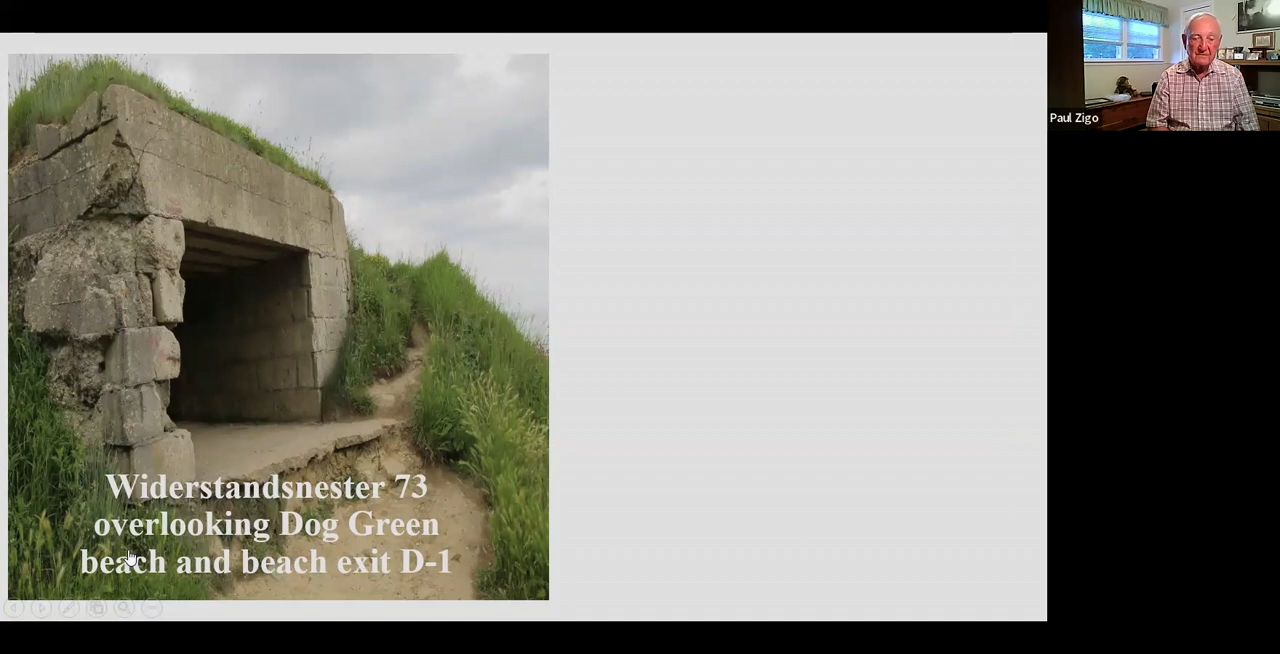 Paul Zigo
Widerstandsnester 73
overlooking Dog Green
beach and beach exit D-1